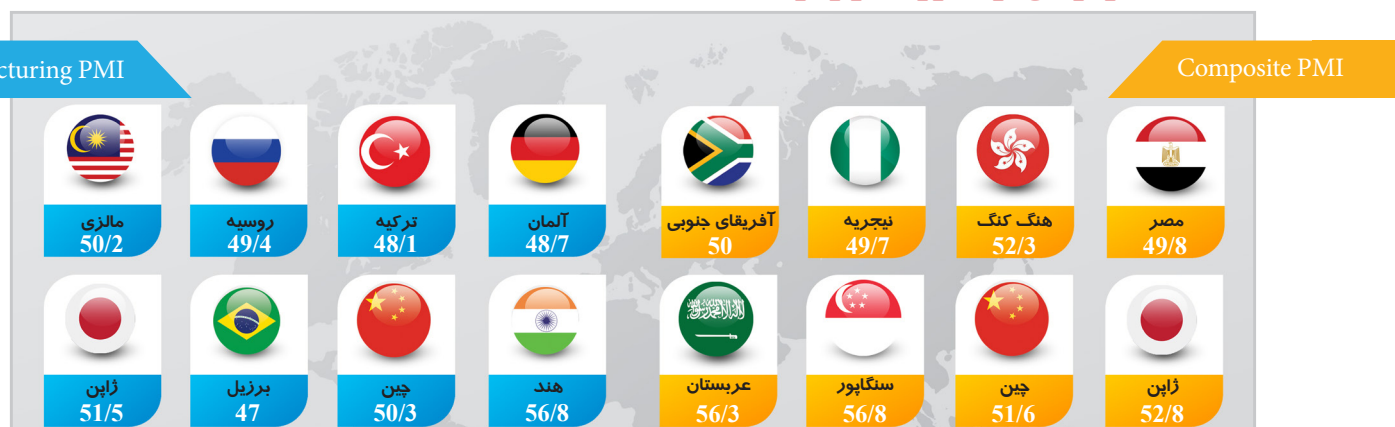 Composite PMI
مصر
49/8
هنگ کنگ
52/3
نیجریه
49/7
آفریقای جنوبی
50
ژاپن
52/8
چین
51/6
سنگاپور
56/8
عربستان
56/3
cturing PMI
آلمان
48/7
ترکیه
48/1
روسیه
49/4
مالزی
50/2
هند
56/8
چین
50/3
برزیل
47
ژاپن
51/5